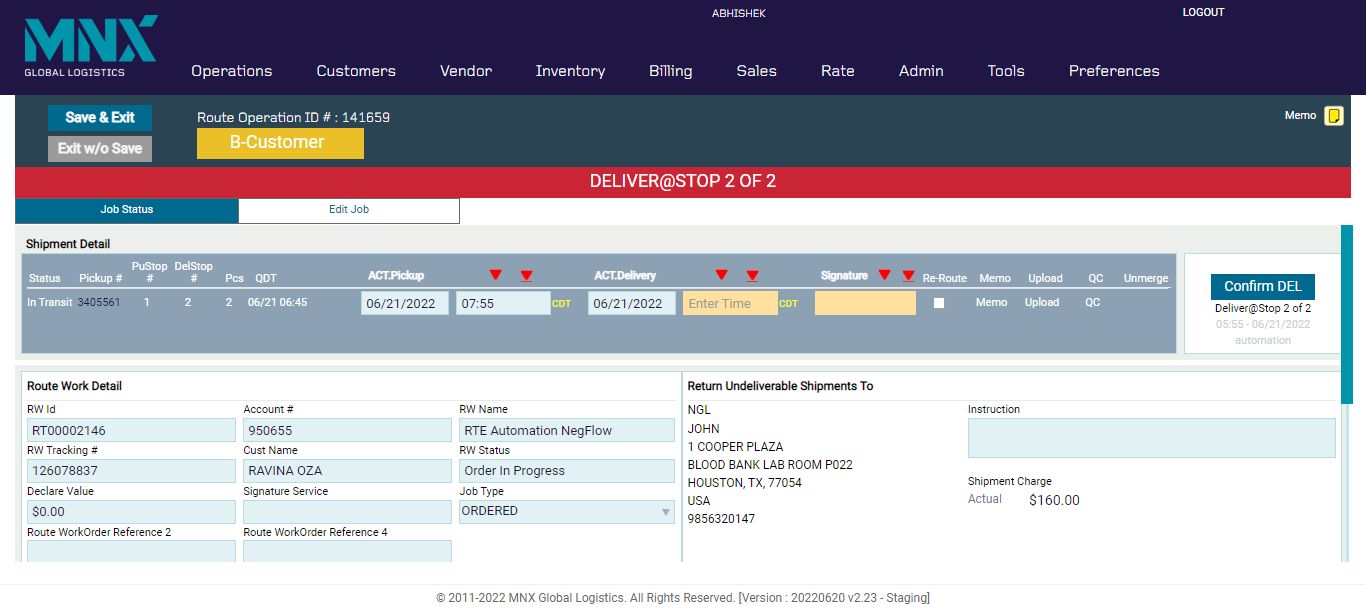 ABHISHEK
LOGOUT
MNX
GLOBAL LOGISTICS
Operations Customers Vendor Inventory Billing Sales Rate Admin Tools Preferences
Save & Exit
Exit w/o Save
Route Operation ID # : 141659
B-Customer
Memo
DELIVER@STOP 2 OF 2
Job Status
Edit Job
Shipment Detail
Status Pickup # PuStop # DelStop # Pcs QDT ACT.Pickup ACT.Delivery Signature Re-Route Memo Upload QC Unmerge
In Transit 3405561 1 2 2 06/21 06:45 06/21/2022 07:55 CDT 06/21/2022 Enter Time CDT Memo Upload QC
Confirm DEL
Deliver@Stop 2 of 2
05:55 - 06/21/2022
automation
Route Work Detail
RW Id Account # RW Name
RT00002146 950655 RTE Automation NegFlow
RW Tracking # Cust Name RW Status
126078837 RAVINA OZA Order In Progress
Declare Value Signature Service Job Type
$0.00 ORDERED
Route WorkOrder Reference 2 Route WorkOrder Reference 4
Return Undeliverable Shipments To
NGL
JOHN
1 COOPER PLAZA
BLOOD BANK LAB ROOM P022
HOUSTON, TX, 77054
USA
9856320147
Instruction
Shipment Charge
Actual $160.00
© 2011-2022 MNX Global Logistics. All Rights Reserved. [Version : 20220620 v2.23 - Staging]